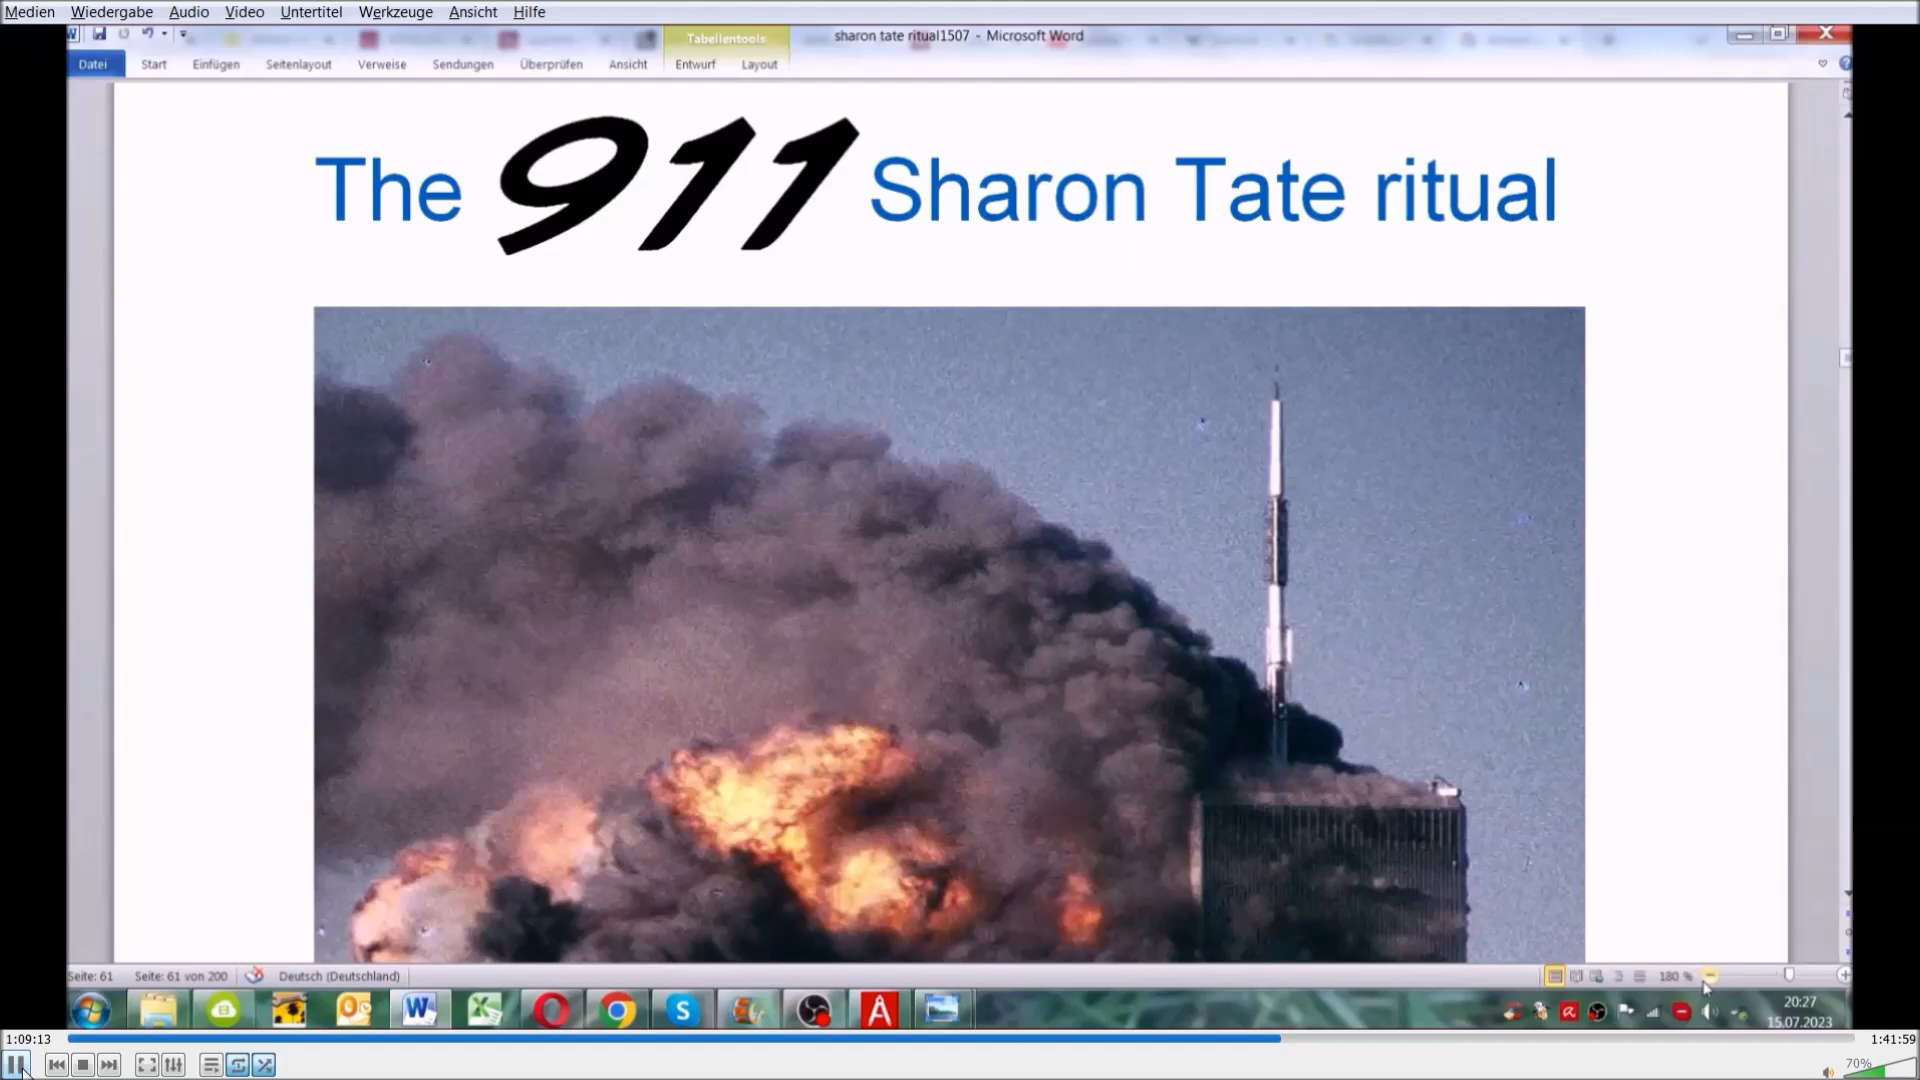 Medien Wiedergabe Audio Video Untertitel Werkzeuge Ansicht Hilfe
Tabellentools
sharon tate ritual1507 - Microsoft Word
Datei Start Einfügen Seitenlayout Verweise Sendungen Überprüfen Ansicht Entwurf Layout
The 911 Sharon Tate ritual
Seite: 61 Seite: 61 von 200 Deutsch (Deutschland) 180 %
20:27
15.07.2023
1:09:13 1:41:59
70%